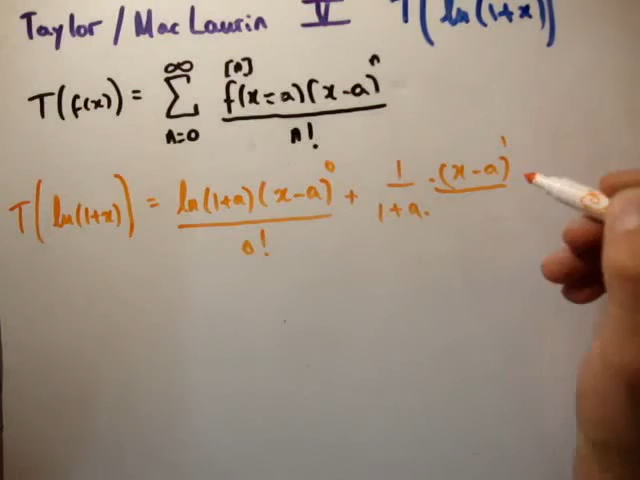 Taylor / MacLaurin V T(ln(1+x))
T(f(x)) = ∑_{n=0}^{∞} f^{[n]}(x=a)(x-a)^n / n!
T(ln(1+x)) = ln(1+a)(x-a)^0 / 0! + 1/(1+a) · (x-a)^1